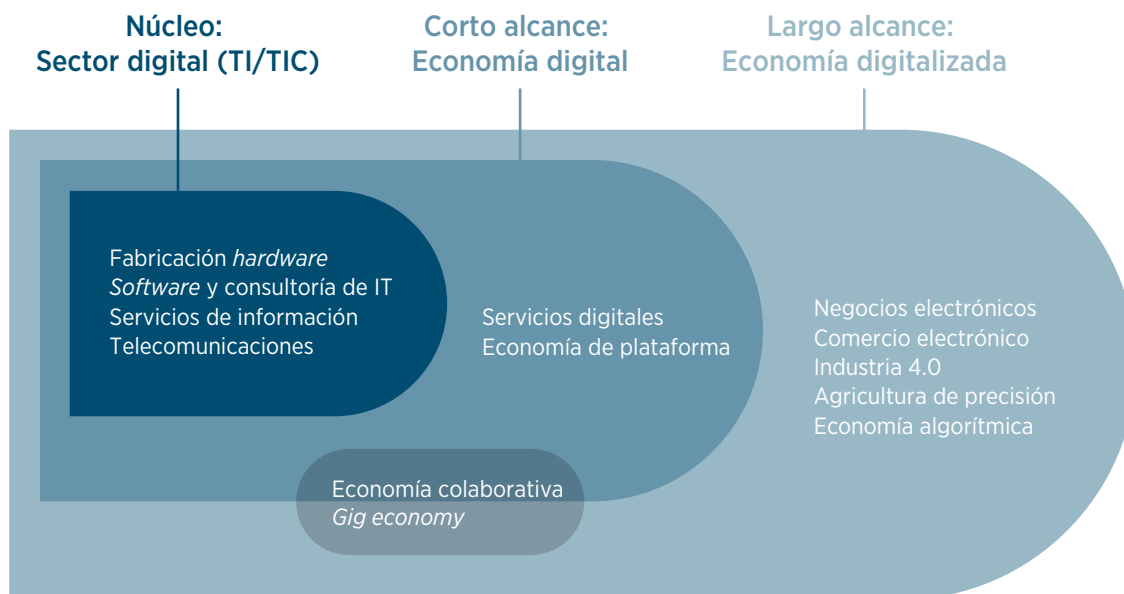 Núcleo:
Sector digital (TI/TIC)
Corto alcance:
Economía digital
Largo alcance:
Economía digitalizada
Fabricación hardware
Software y consultoría de IT
Servicios de información
Telecomunicaciones
Servicios digitales
Economía de plataforma
Negocios electrónicos
Comercio electrónico
Industria 4.0
Agricultura de precisión
Economía algorítmica
Economía colaborativa
Gig economy